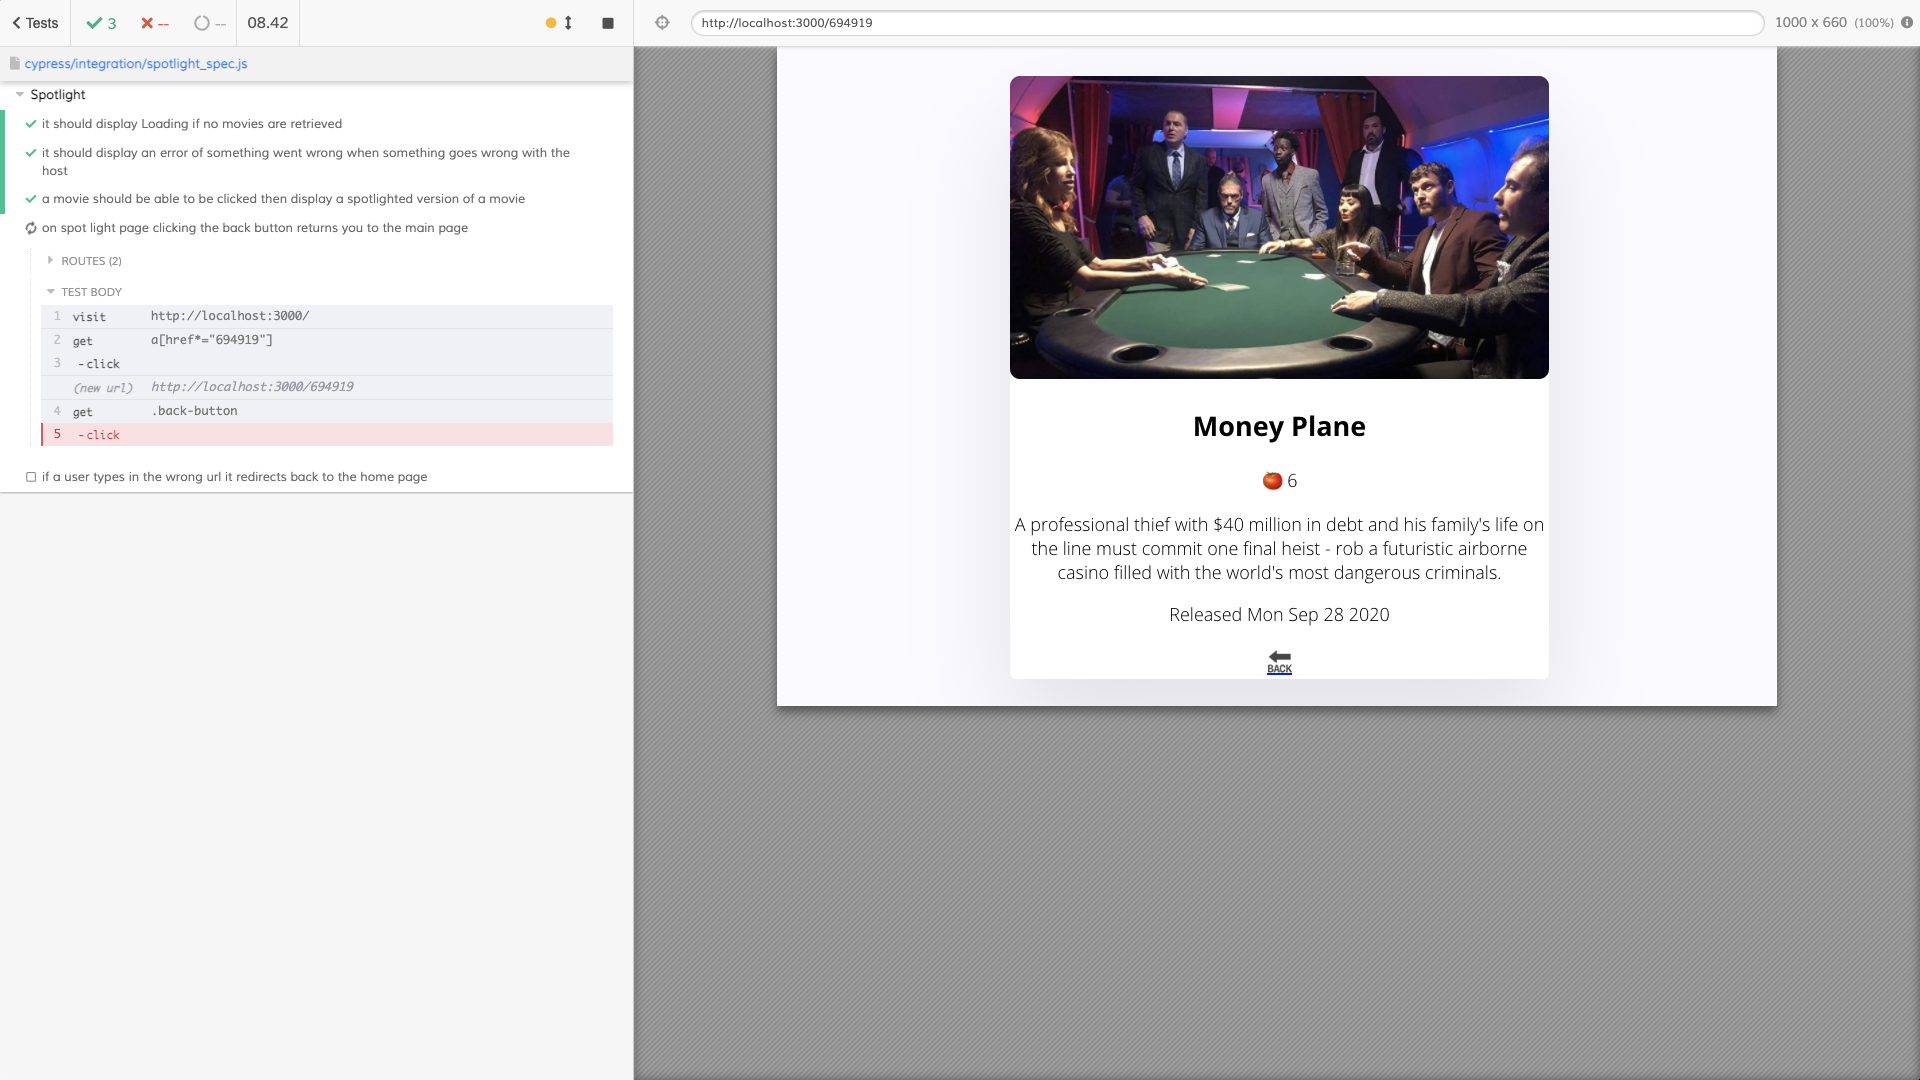 Tests
3
--
--
08.42
http://localhost:3000/694919
1000 x 660 (100%)
cypress/integration/spotlight_spec.js
Spotlight
it should display Loading if no movies are retrieved
it should display an error of something went wrong when something goes wrong with the
host
a movie should be able to be clicked then display a spotlighted version of a movie
on spot light page clicking the back button returns you to the main page
ROUTES (2)
TEST BODY
1 visit http://localhost:3000/
2 get a[href*="694919"]
3 -click
(new url) http://localhost:3000/694919
4 get .back-button
5 -click
if a user types in the wrong url it redirects back to the home page
Money Plane
6
A professional thief with $40 million in debt and his family's life on
the line must commit one final heist - rob a futuristic airborne
casino filled with the world's most dangerous criminals.
Released Mon Sep 28 2020
BACK